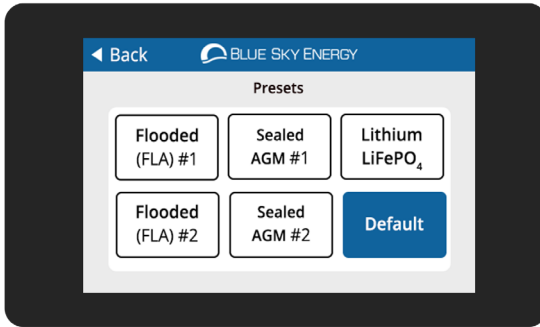 ◀ Back
BLUE SKY ENERGY
Presets
Flooded
(FLA) #1
Sealed
AGM #1
Lithium
LiFePO₄
Flooded
(FLA) #2
Sealed
AGM #2
Default